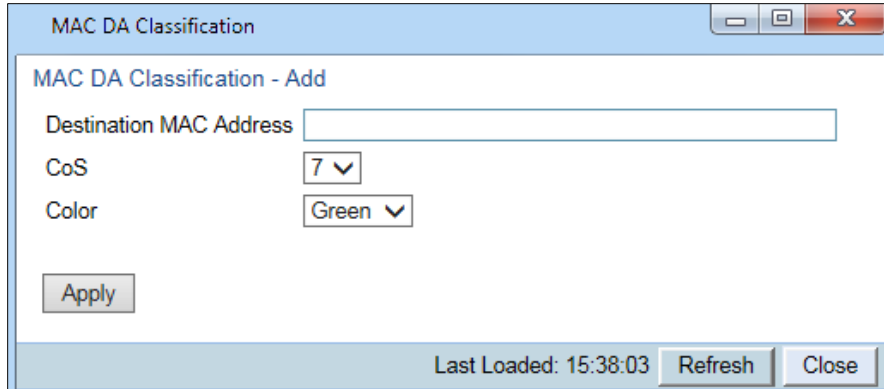 MAC DA Classification
MAC DA Classification - Add
Destination MAC Address
CoS 7
Color Green
Apply
Last Loaded: 15:38:03 Refresh Close